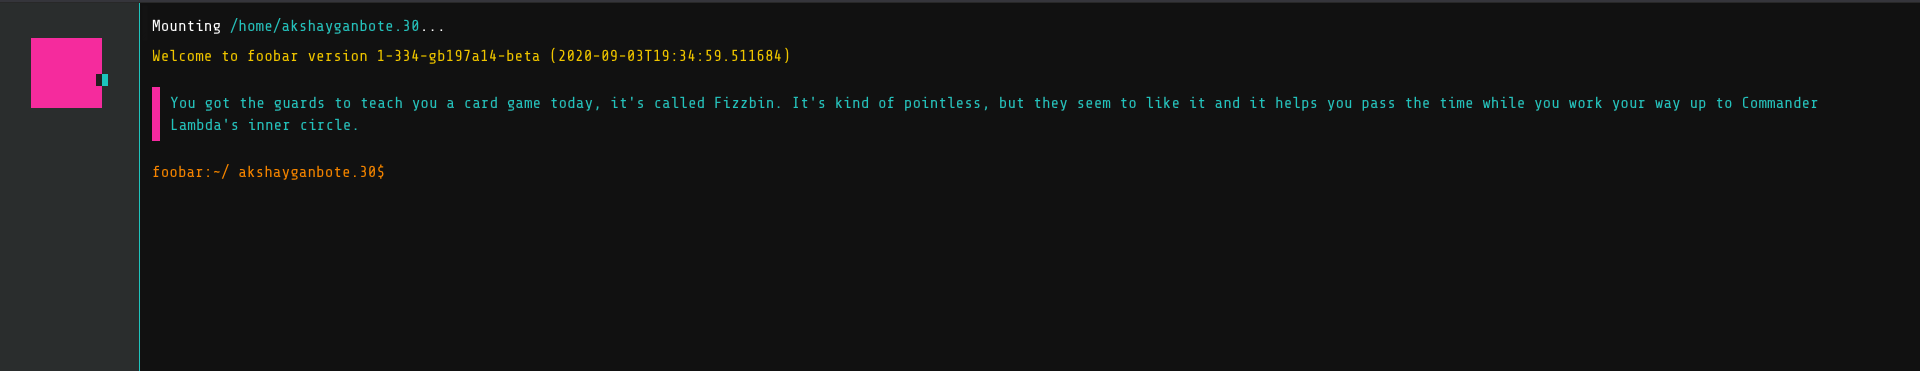 Mounting /home/akshayganbote.30...
Welcome to foobar version 1-334-gb197a14-beta (2020-09-03T19:34:59.511684)
You got the guards to teach you a card game today, it's called Fizzbin. It's kind of pointless, but they seem to like it and it helps you pass the time while you work your way up to Commander
Lambda's inner circle.
foobar:~/ akshayganbote.30$